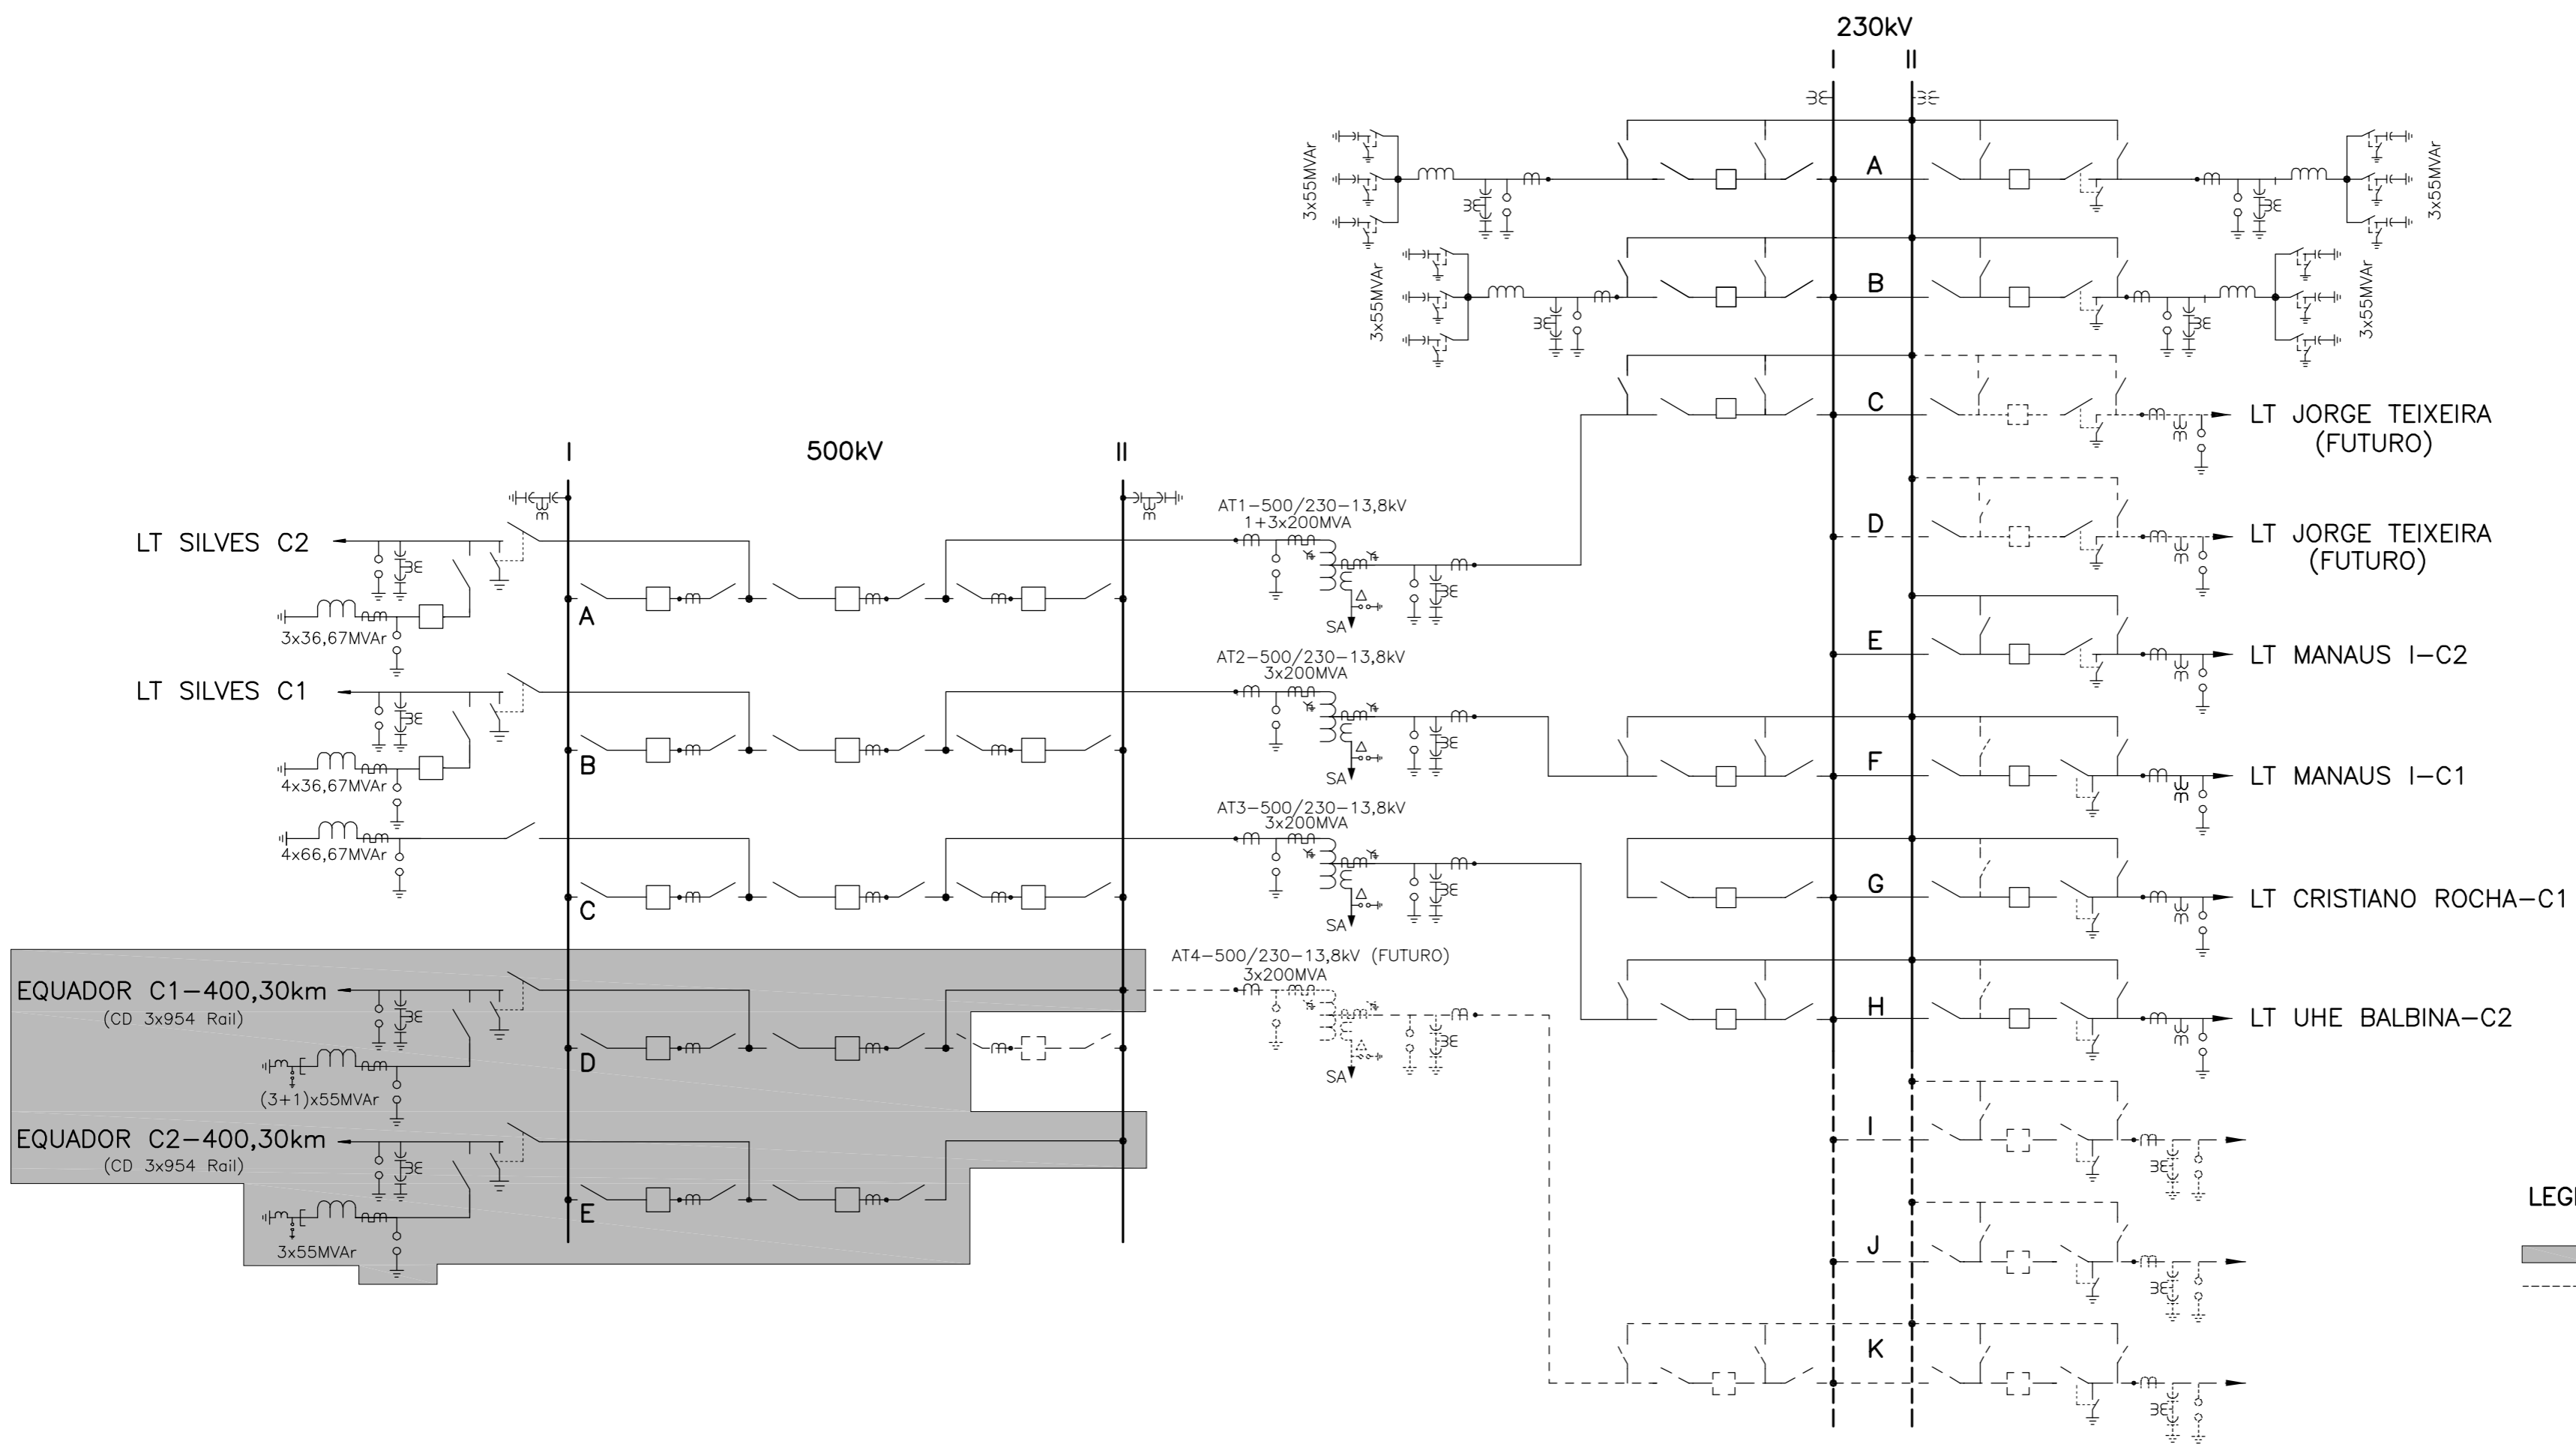 230kV
I II
3x55MVAr
A
3x55MVAr
3x55MVAr
B
3x55MVAr
C
LT JORGE TEIXEIRA
(FUTURO)
D
LT JORGE TEIXEIRA
(FUTURO)
E
LT MANAUS I-C2
F
LT MANAUS I-C1
G
LT CRISTIANO ROCHA-C1
H
LT UHE BALBINA-C2
I
J
K
I 500kV II
LT SILVES C2
3x36,67MVAr
A
LT SILVES C1
4x36,67MVAr
B
4x66,67MVAr
C
EQUADOR C1-400,30km
(CD 3x954 Rail)
(3+1)x55MVAr
D
EQUADOR C2-400,30km
(CD 3x954 Rail)
3x55MVAr
E
AT1-500/230-13,8kV
1+3x200MVA
SA
AT2-500/230-13,8kV
3x200MVA
SA
AT3-500/230-13,8kV
3x200MVA
SA
AT4-500/230-13,8kV (FUTURO)
3x200MVA
SA